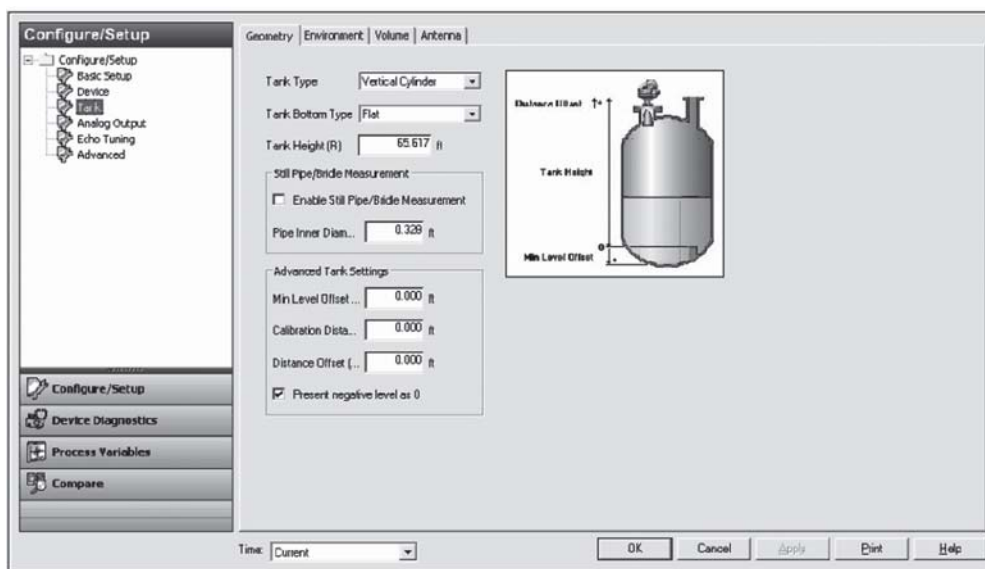 Configure/Setup
Configure/Setup
Basic Setup
Device
Tank
Analog Output
Echo Tuning
Advanced
Configure/Setup
Device Diagnostics
Process Variables
Compare
Geometry
Environment
Volume
Antenna
Tank Type
Vertical Cylinder
Tank Bottom Type
Flat
Tank Height (R)
65.617 ft
Still Pipe/Bridle Measurement
Enable Still Pipe/Bridle Measurement
Pipe Inner Diam...
0.328 ft
Advanced Tank Settings
Min Level Offset ...
0.000 ft
Calibration Dista...
0.000 ft
Distance Offset (...
0.000 ft
Present negative level as 0
Distance Offset
Tank Height
Min Level Offset
Time:
Current
OK
Cancel
Apply
Print
Help